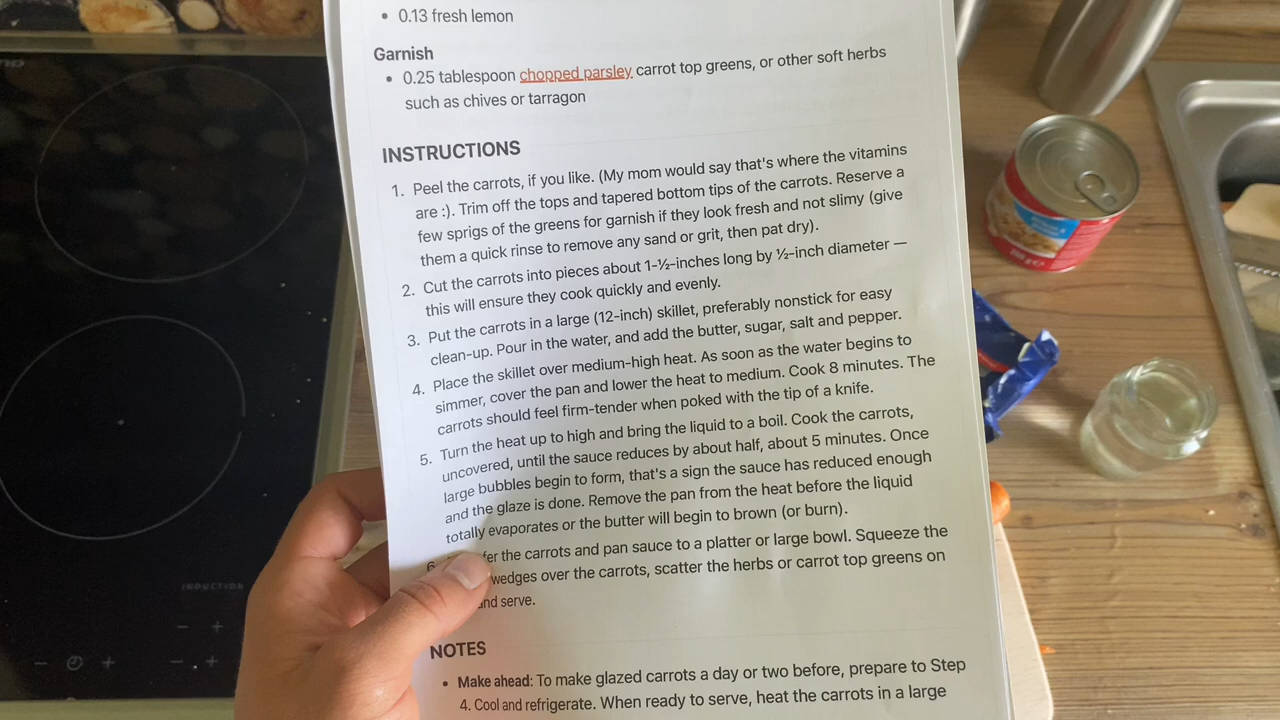 • 0.13 fresh lemon
Garnish
• 0.25 tablespoon chopped parsley carrot top greens, or other soft herbs
such as chives or tarragon
INSTRUCTIONS
1. Peel the carrots, if you like. (My mom would say that's where the vitamins
are :). Trim off the tops and tapered bottom tips of the carrots. Reserve a
few sprigs of the greens for garnish if they look fresh and not slimy (give
them a quick rinse to remove any sand or grit, then pat dry).
2. Cut the carrots into pieces about 1-½-inches long by ½-inch diameter —
this will ensure they cook quickly and evenly.
3. Put the carrots in a large (12-inch) skillet, preferably nonstick for easy
clean-up. Pour in the water, and add the butter, sugar, salt and pepper.
4. Place the skillet over medium-high heat. As soon as the water begins to
simmer, cover the pan and lower the heat to medium. Cook 8 minutes. The
carrots should feel firm-tender when poked with the tip of a knife.
5. Turn the heat up to high and bring the liquid to a boil. Cook the carrots,
uncovered, until the sauce reduces by about half, about 5 minutes. Once
large bubbles begin to form, that's a sign the sauce has reduced enough
and the glaze is done. Remove the pan from the heat before the liquid
totally evaporates or the butter will begin to brown (or burn).
6. fer the carrots and pan sauce to a platter or large bowl. Squeeze the
wedges over the carrots, scatter the herbs or carrot top greens on
and serve.
NOTES
• Make ahead: To make glazed carrots a day or two before, prepare to Step
4. Cool and refrigerate. When ready to serve, heat the carrots in a large
INDUCTION